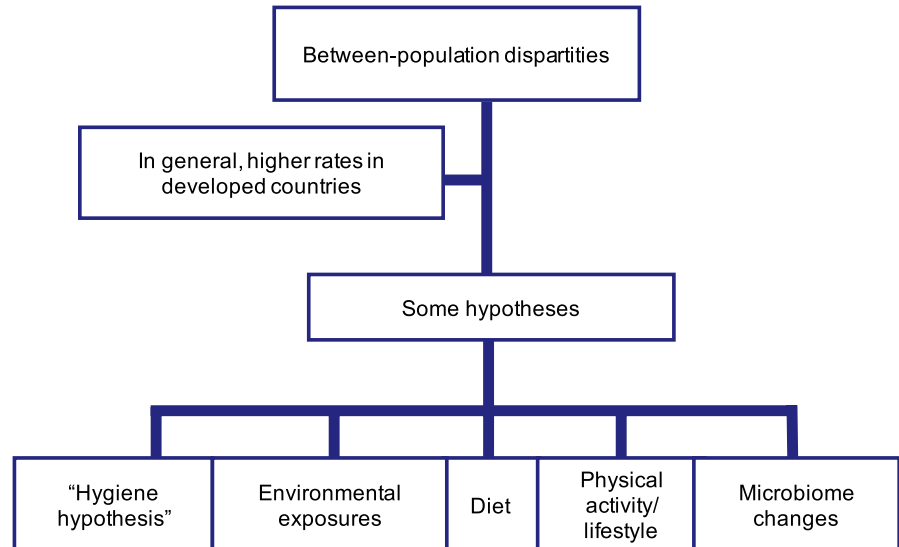 Between-population dispartities
In general, higher rates in
developed countries
Some hypotheses
“Hygiene
hypothesis”
Environmental
exposures
Diet
Physical
activity/
lifestyle
Microbiome
changes